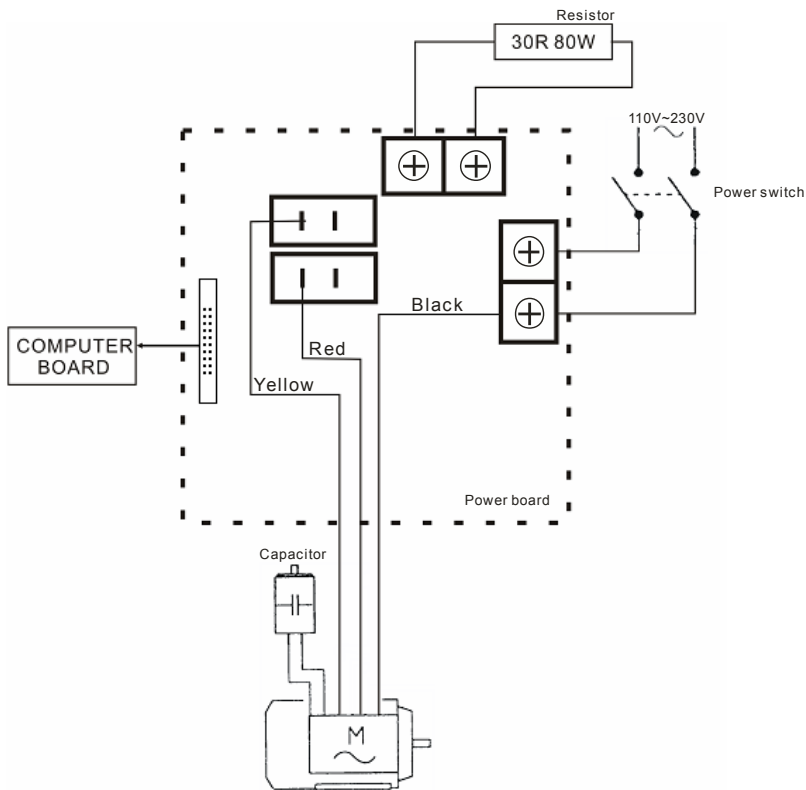 Resistor
30R 80W
110V~230V
Power switch
Black
COMPUTER
BOARD
Red
Yellow
Power board
Capacitor
M